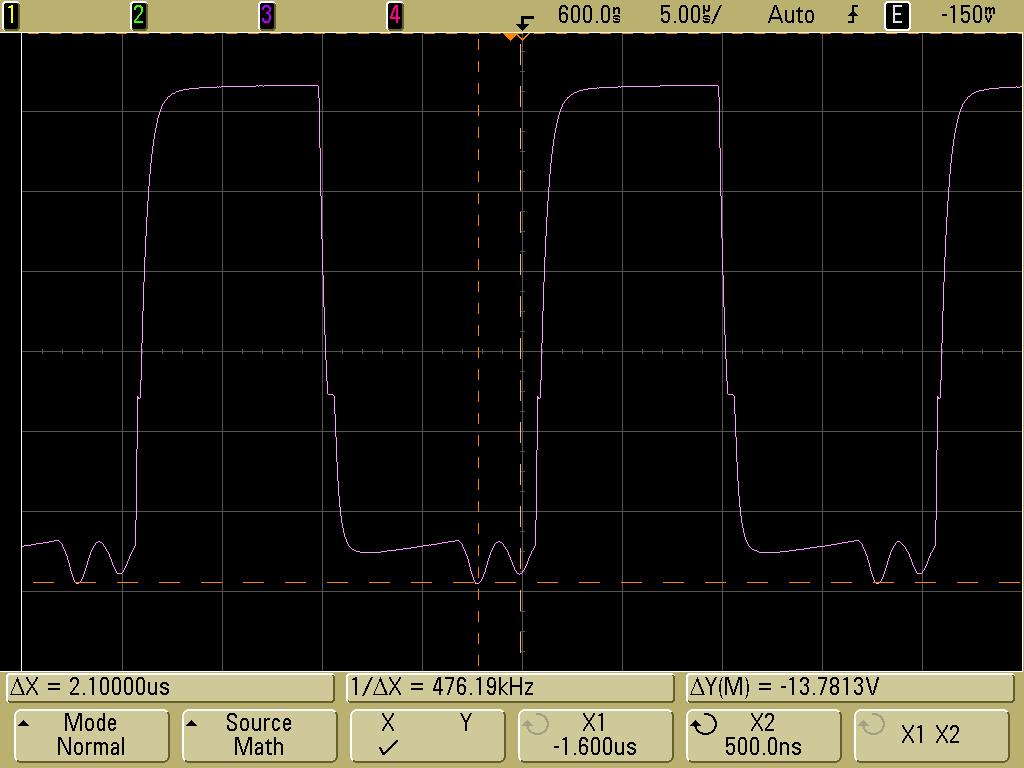 1 2 3 4 600.0ns 5.00us/ Auto E -150mV
ΔX = 2.10000us 1/ΔX = 476.19kHz ΔY(M) = -13.7813V
Mode Source X Y X1 X2 X1 X2
Normal Math ✓ -1.600us 500.0ns